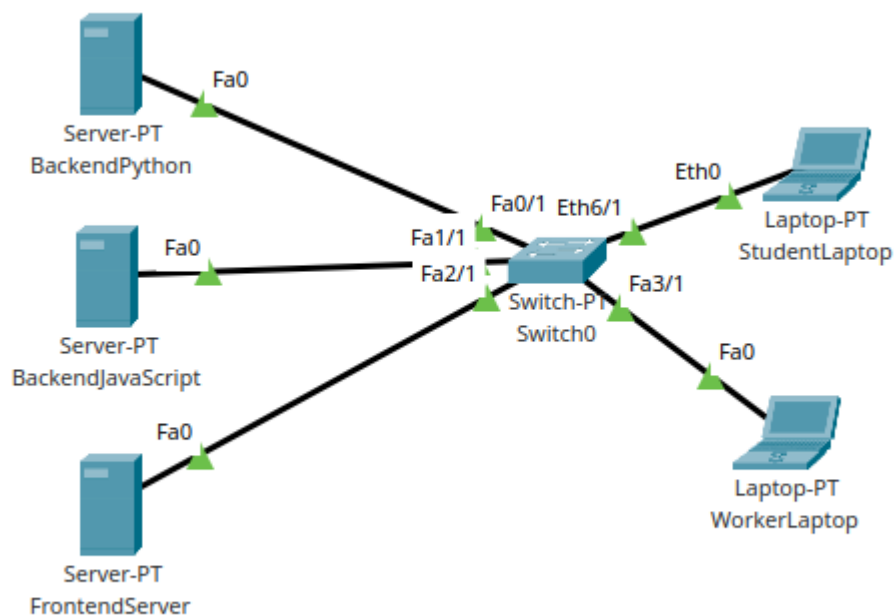 Fa0
Server-PT
BackendPython
Fa0/1
Eth6/1
Eth0
Laptop-PT
StudentLaptop
Fa0
Fa1/1
Fa2/1
Switch-PT
Switch0
Fa3/1
Server-PT
BackendJavaScript
Fa0
Fa0
Laptop-PT
WorkerLaptop
Server-PT
FrontendServer